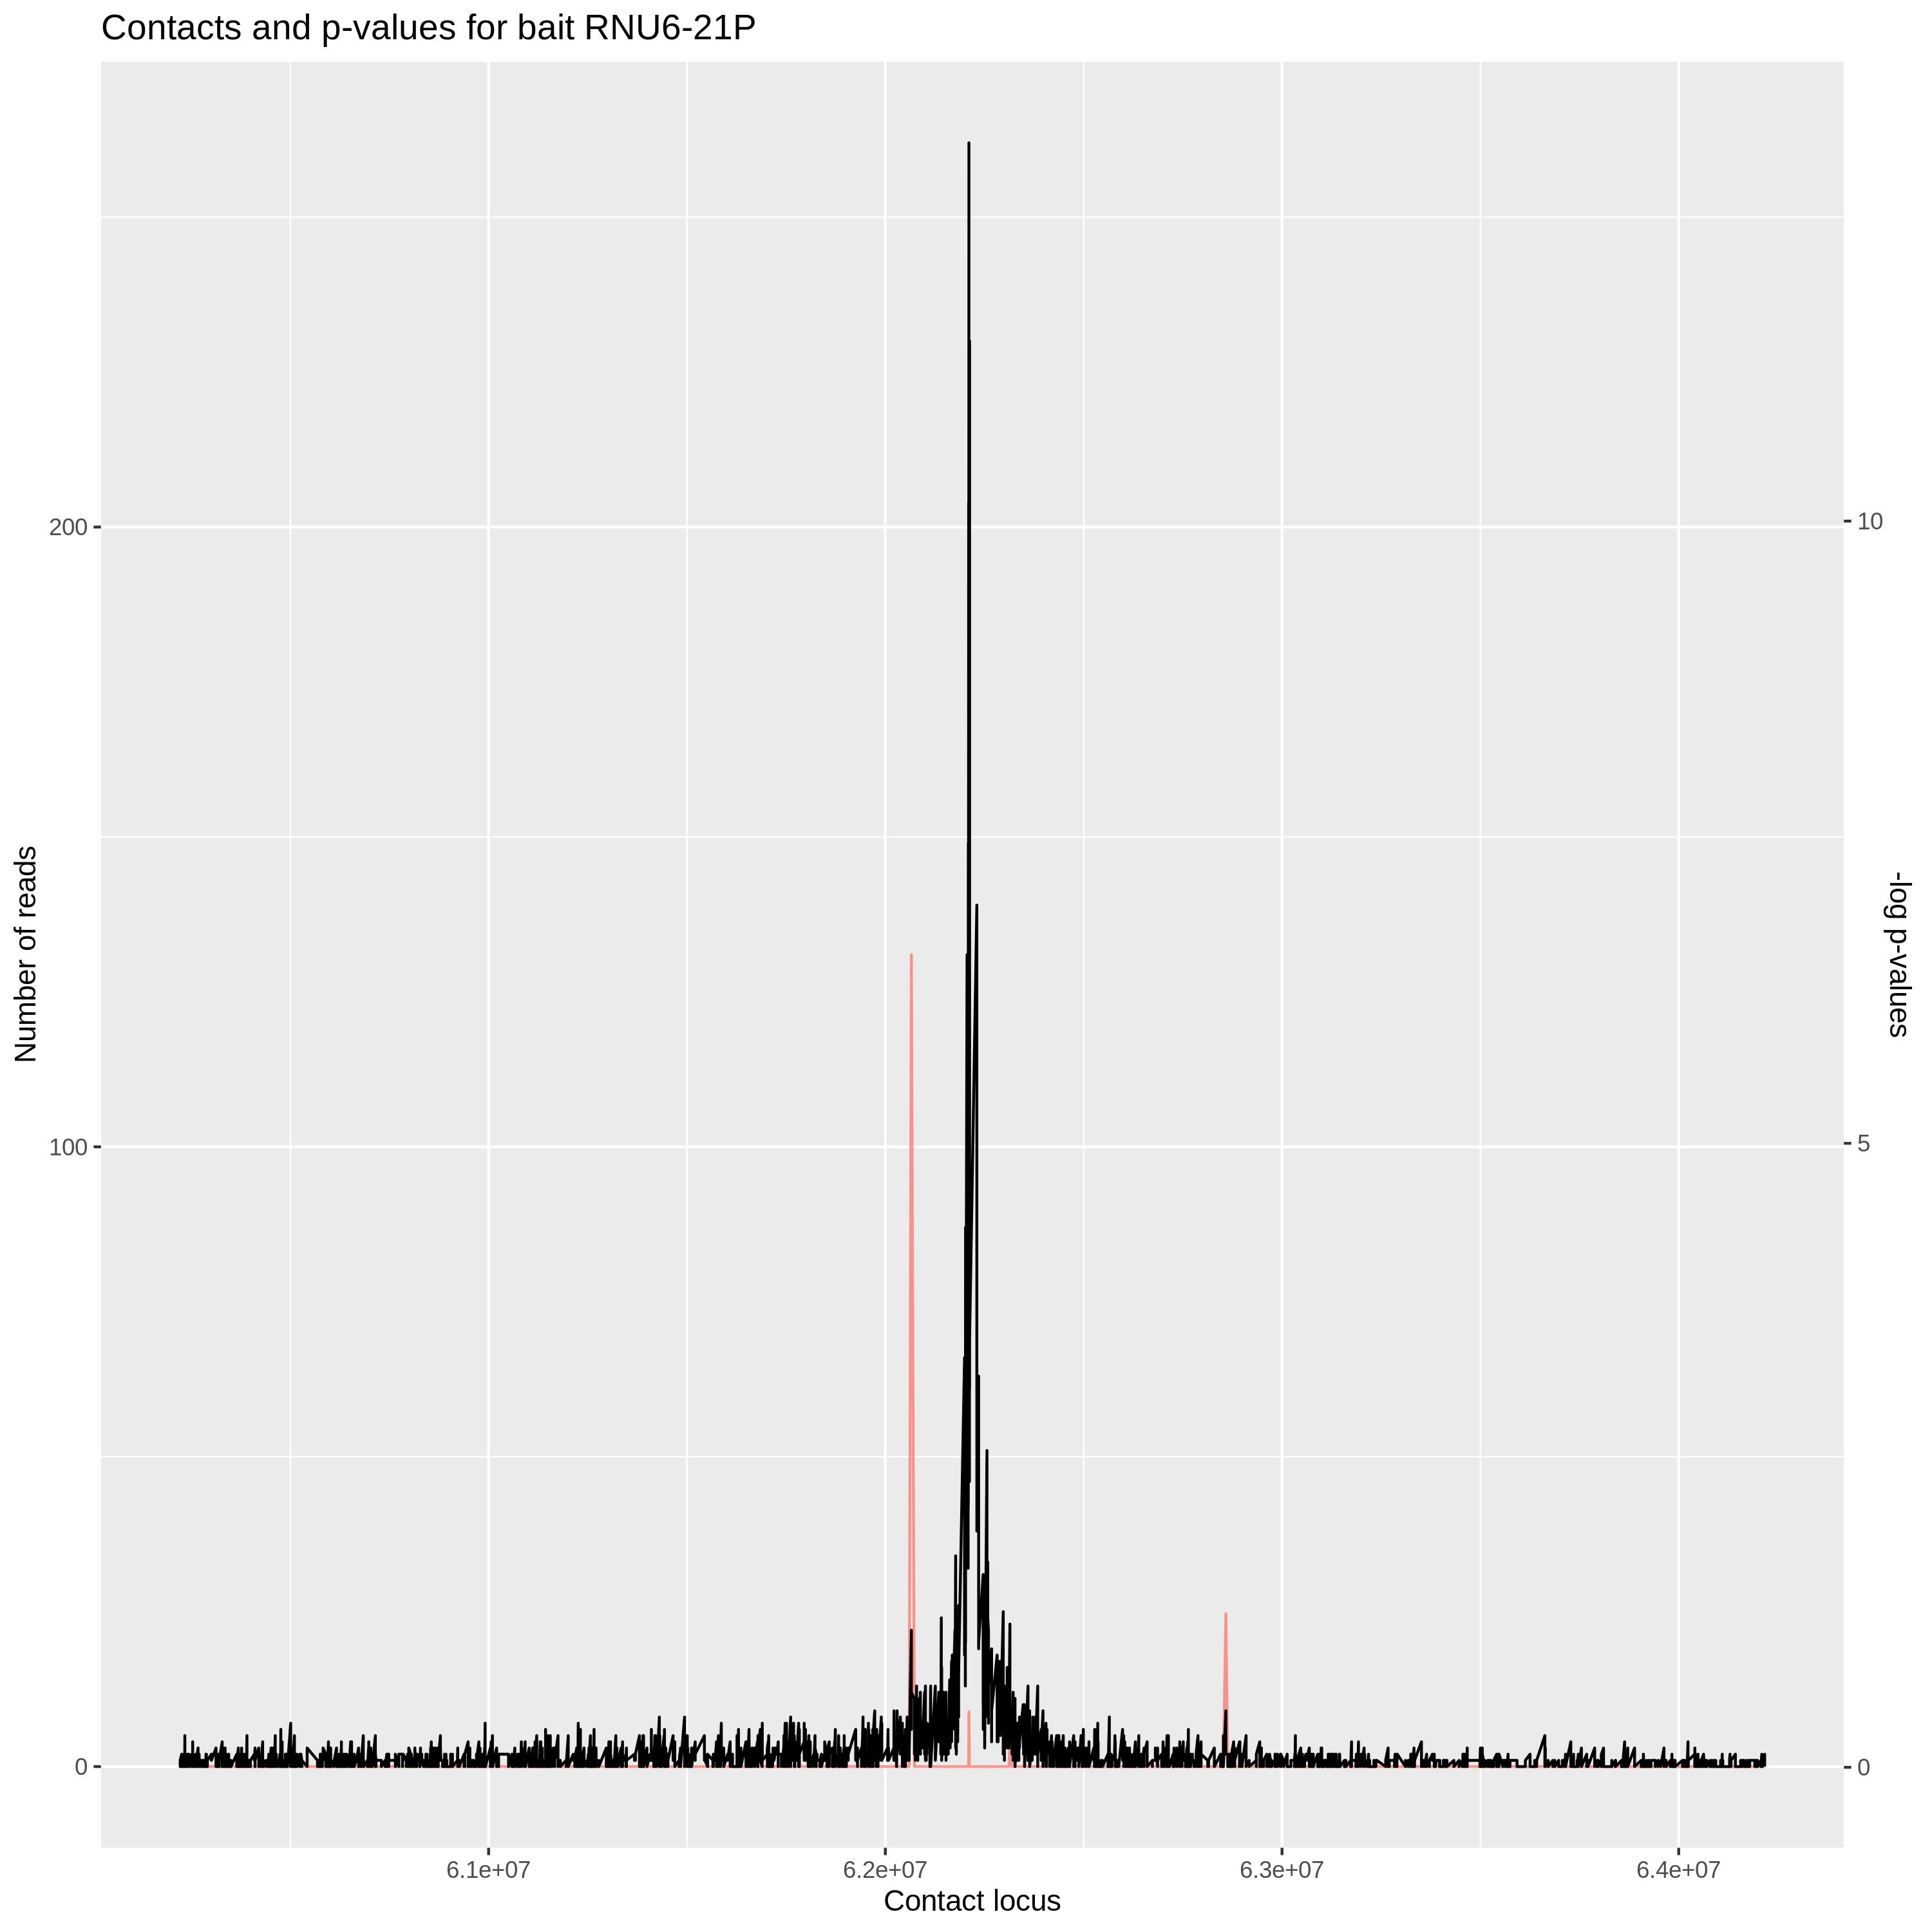 Contacts and p-values for bait RNU6-21P
Number of reads
200
100
0
10
5
0
-log p-values
6.1e+07 6.2e+07 6.3e+07 6.4e+07
Contact locus